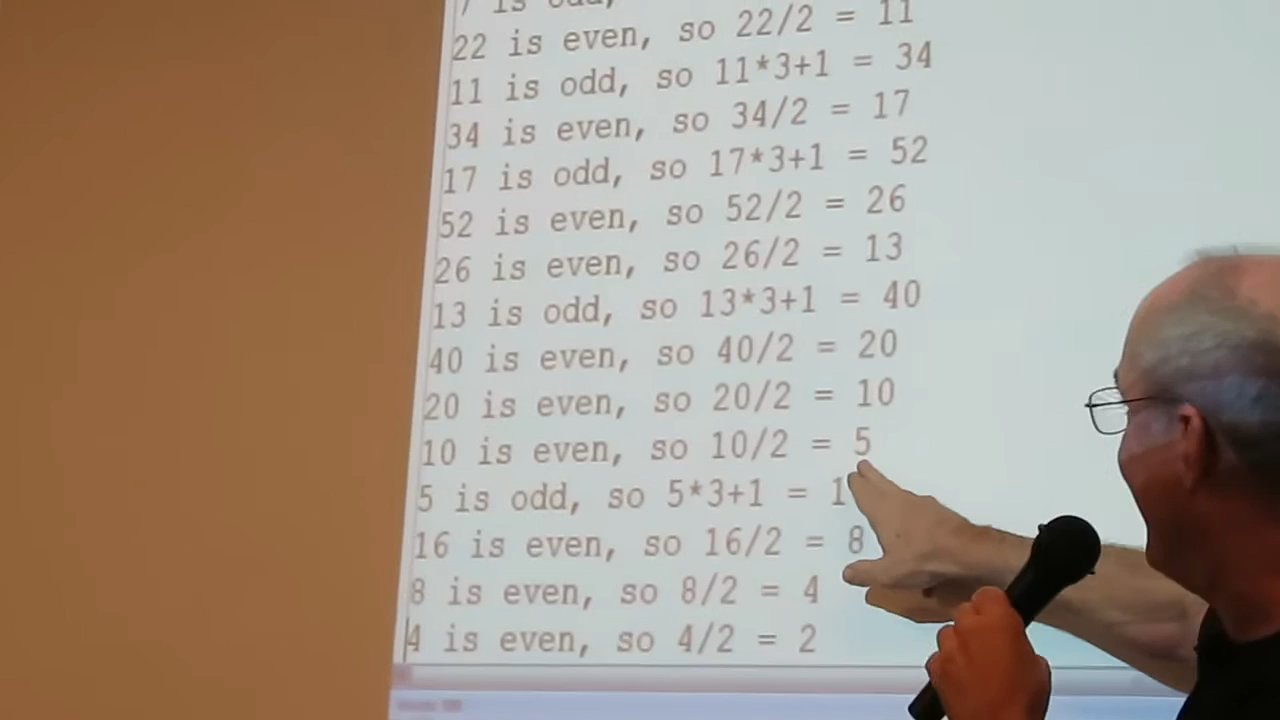 7 is odd,
22 is even, so 22/2 = 11
11 is odd, so 11*3+1 = 34
34 is even, so 34/2 = 17
17 is odd, so 17*3+1 = 52
52 is even, so 52/2 = 26
26 is even, so 26/2 = 13
13 is odd, so 13*3+1 = 40
40 is even, so 40/2 = 20
20 is even, so 20/2 = 10
10 is even, so 10/2 = 5
5 is odd, so 5*3+1 = 1
16 is even, so 16/2 = 8
8 is even, so 8/2 = 4
4 is even, so 4/2 = 2